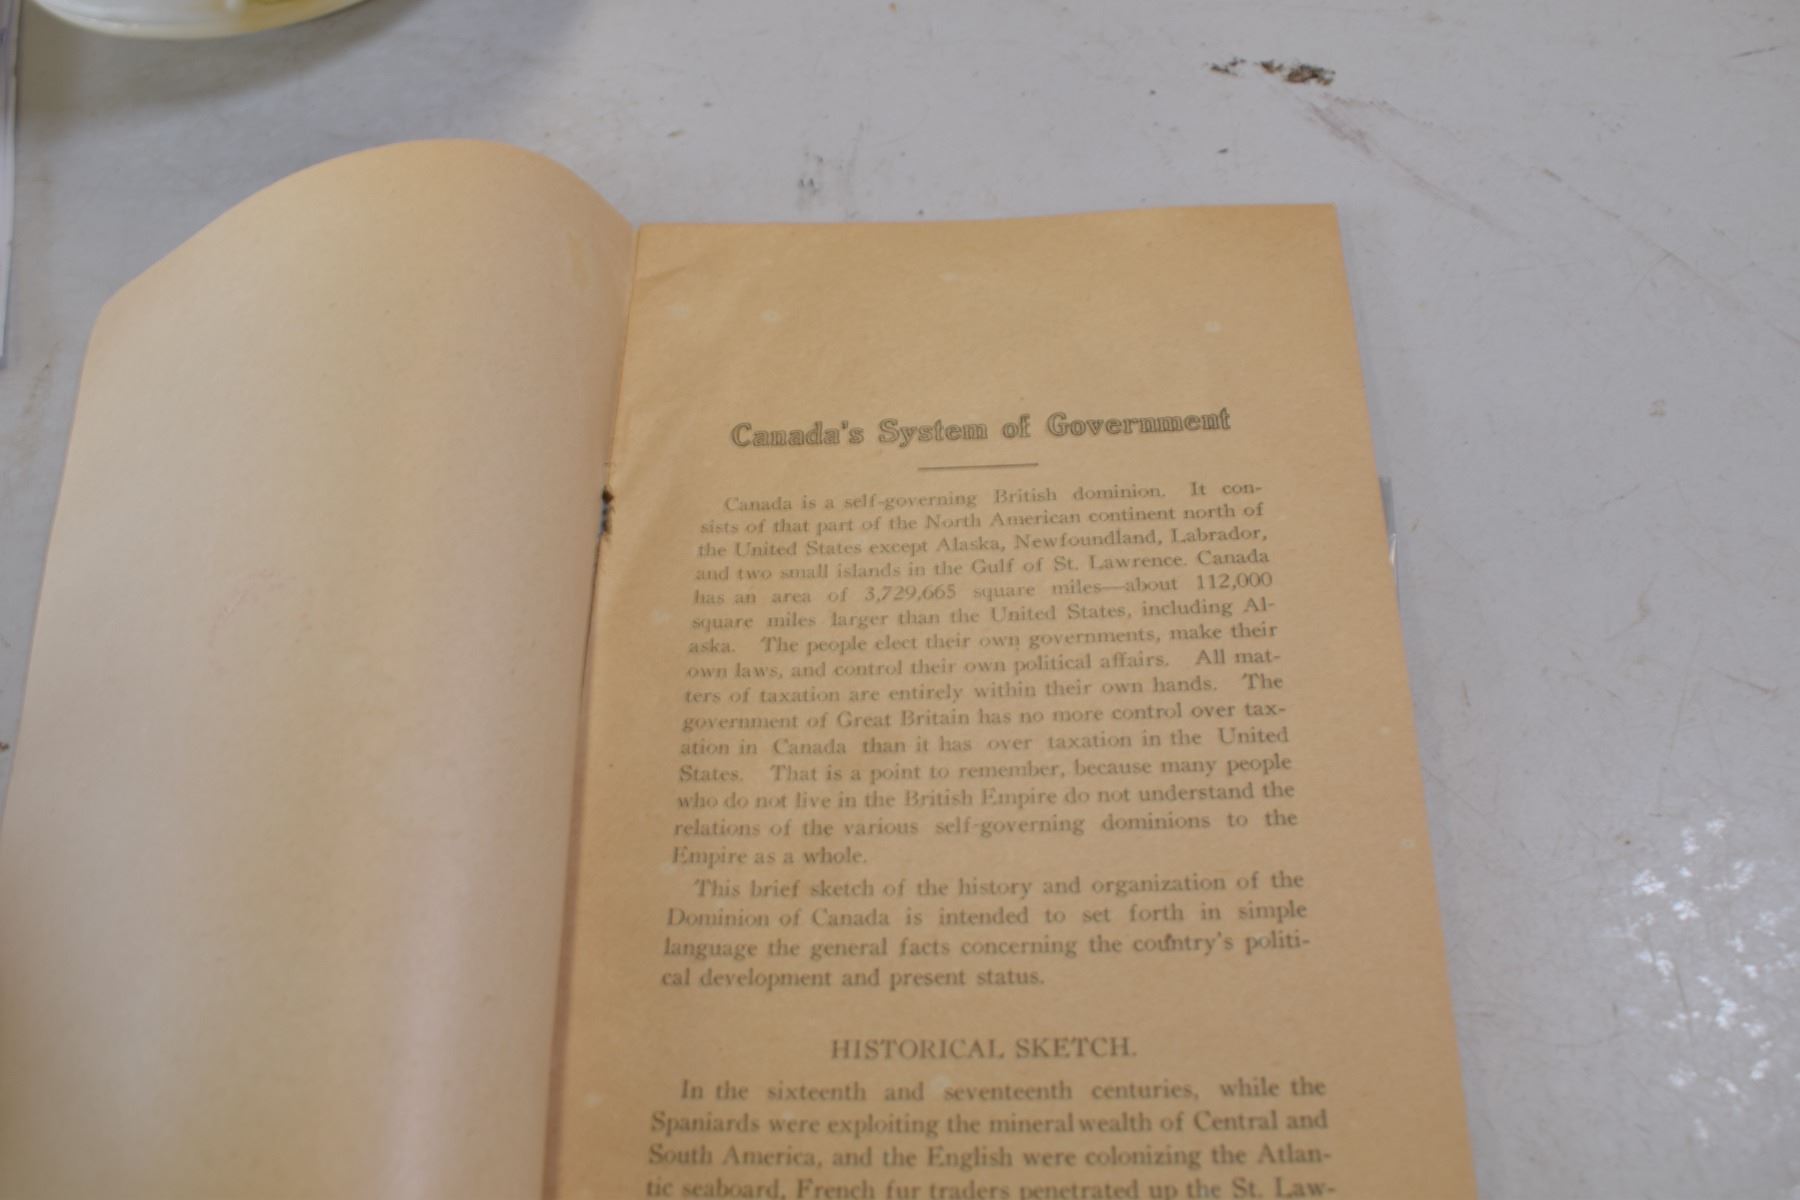 Canada's System of Government
Canada is a self-governing British dominion. It con-
sists of that part of the North American continent north of
the United States except Alaska, Newfoundland, Labrador,
and two small islands in the Gulf of St. Lawrence. Canada
has an area of 3,729,665 square miles—about 112,000
square miles larger than the United States, including Al-
aska. The people elect their own governments, make their
own laws, and control their own political affairs. All mat-
ters of taxation are entirely within their own hands. The
government of Great Britain has no more control over tax-
ation in Canada than it has over taxation in the United
States. That is a point to remember, because many people
who do not live in the British Empire do not understand the
relations of the various self-governing dominions to the
Empire as a whole.
This brief sketch of the history and organization of the
Dominion of Canada is intended to set forth in simple
language the general facts concerning the country's politi-
cal development and present status.
HISTORICAL SKETCH.
In the sixteenth and seventeenth centuries, while the
Spaniards were exploiting the mineral wealth of Central and
South America, and the English were colonizing the Atlan-
tic seaboard, French fur traders penetrated up the St. Law-